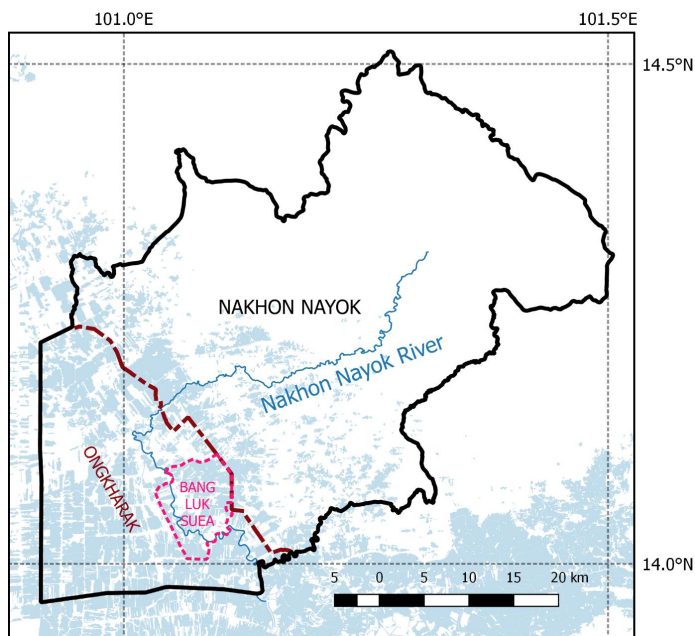 101.0°E
101.5°E
14.5°N
NAKHON NAYOK
Nakhon Nayok River
ONGKHARAK
BANG
LUK
SUEA
14.0°N
5 0 5 10 15 20 km